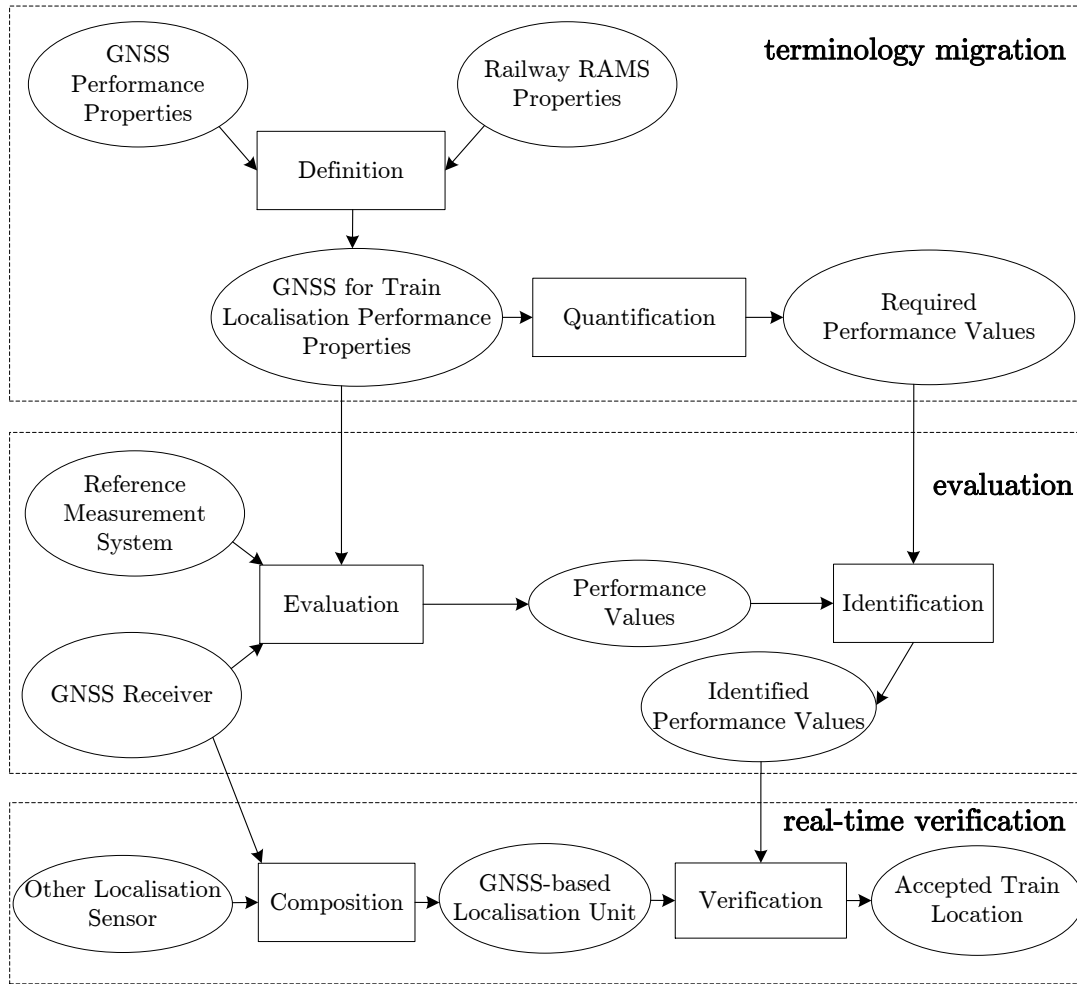 GNSS
Performance
Properties
Railway RAMS
Properties
terminology migration
Definition
GNSS for Train
Localisation Performance
Properties
Quantification
Required
Performance Values
Reference
Measurement
System
evaluation
Evaluation
Performance
Values
Identification
GNSS Receiver
Identified
Performance Values
real-time verification
Other Localisation
Sensor
Composition
GNSS-based
Localisation Unit
Verification
Accepted Train
Location